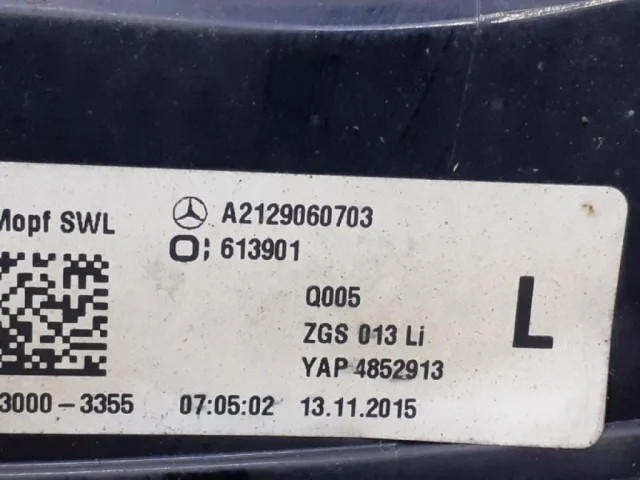 Mopf SWL A2129060703
O; 613901
Q005
L
ZGS 013 Li
YAP 4852913
3000-3355 07:05:02 13.11.2015